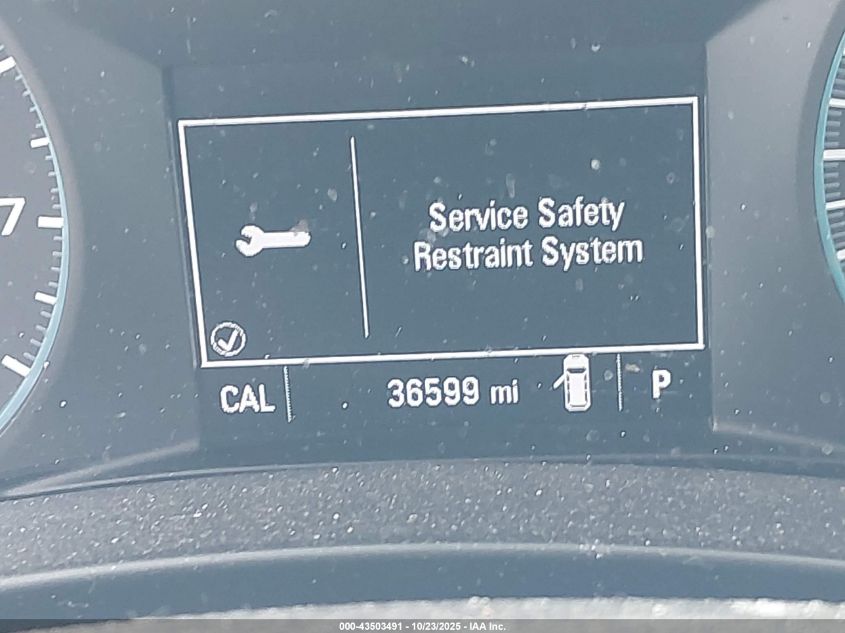 7
Service Safety
Restraint System
CAL
36599 mi
P
000-43503491 - 10/23/2025 - IAA Inc.